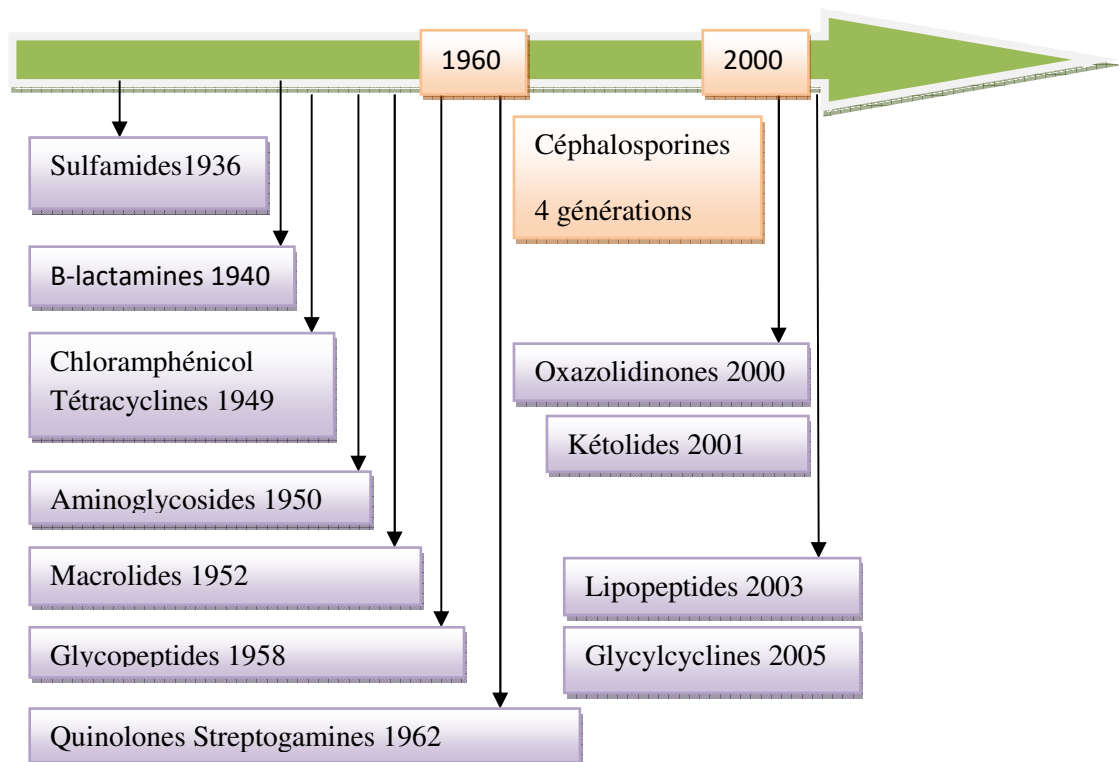 1960
2000
Sulfamides1936
Céphalosporines
4 générations
B-lactamines 1940
Chloramphénicol
Tétracyclines 1949
Oxazolidinones 2000
Kétolides 2001
Aminoglycosides 1950
Macrolides 1952
Lipopeptides 2003
Glycopeptides 1958
Glycylcyclines 2005
Quinolones Streptogamines 1962